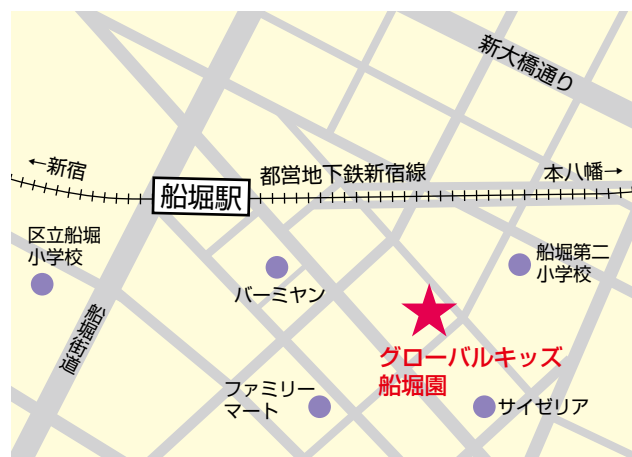 新大橋通り
←新宿
船堀駅
都営地下鉄新宿線
本八幡→
区立船堀
小学校
船堀第二
小学校
バーミヤン
船堀街道
グローバルキッズ
船堀園
ファミリー
マート
サイゼリア